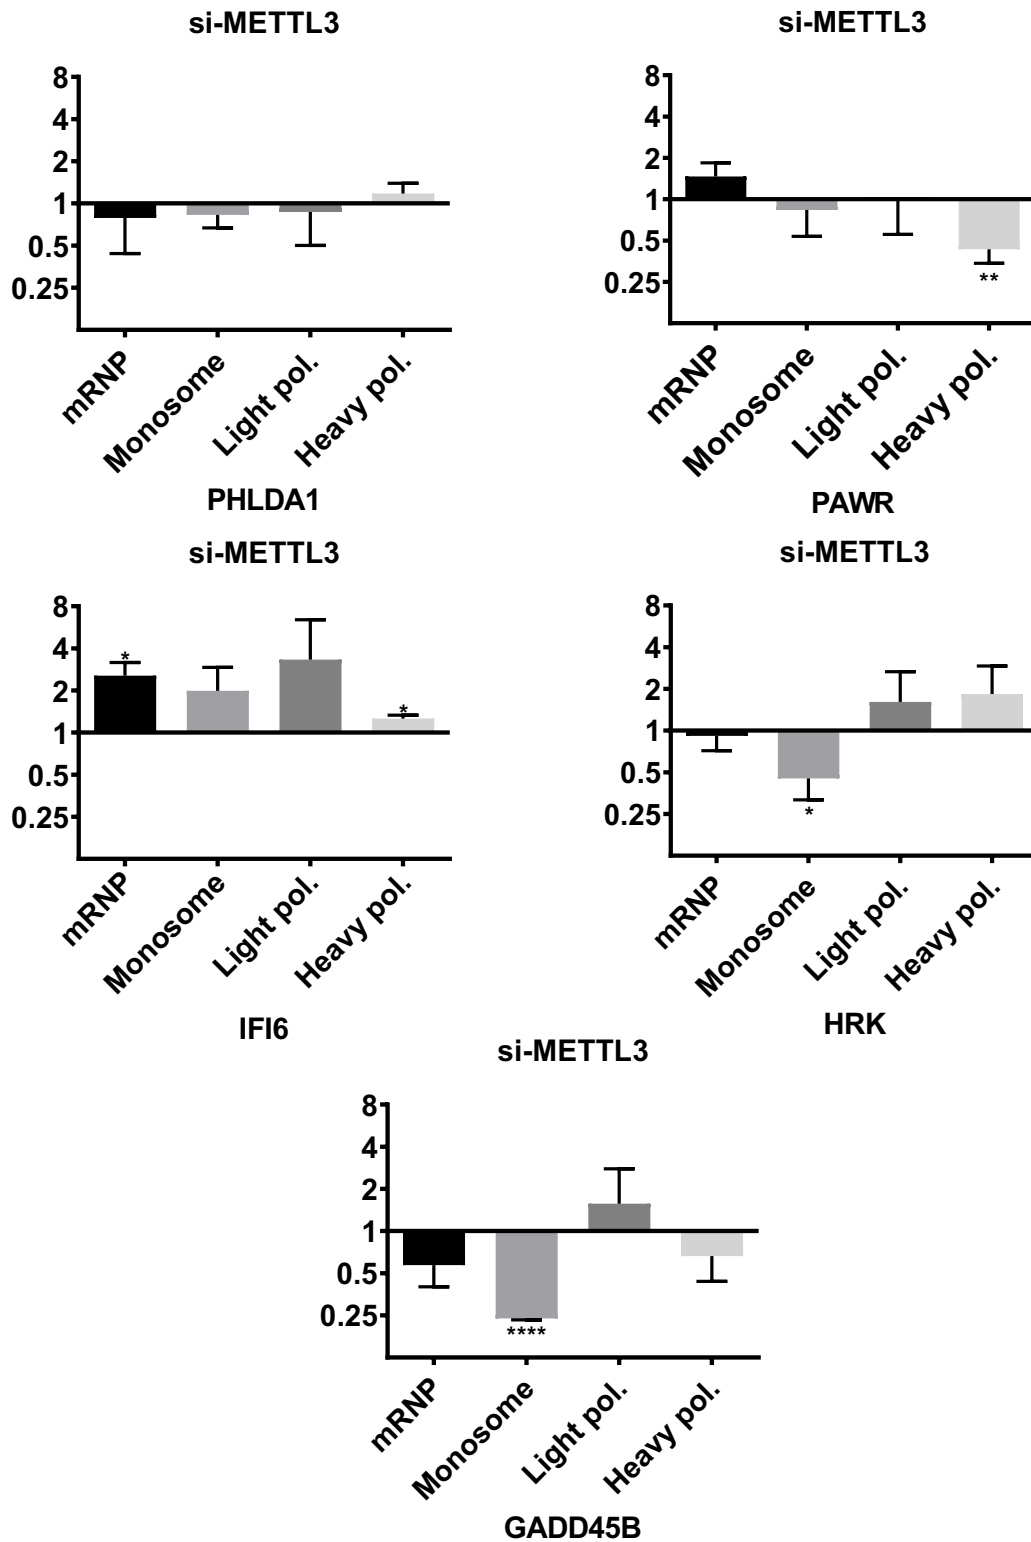 si-METTL3
8
4
2
1
0.5
0.25
mRNP
Monosome
Light pol.
Heavy pol.
PHLDA1
si-METTL3
8
4
2
1
0.5
0.25
**
mRNP
Monosome
Light pol.
Heavy pol.
PAWR
si-METTL3
8
4
2
1
0.5
0.25
*
*
mRNP
Monosome
Light pol.
Heavy pol.
IFI6
si-METTL3
8
4
2
1
0.5
0.25
*
mRNP
Monosome
Light pol.
Heavy pol.
HRK
si-METTL3
8
4
2
1
0.5
0.25
****
mRNP
Monosome
Light pol.
Heavy pol.
GADD45B